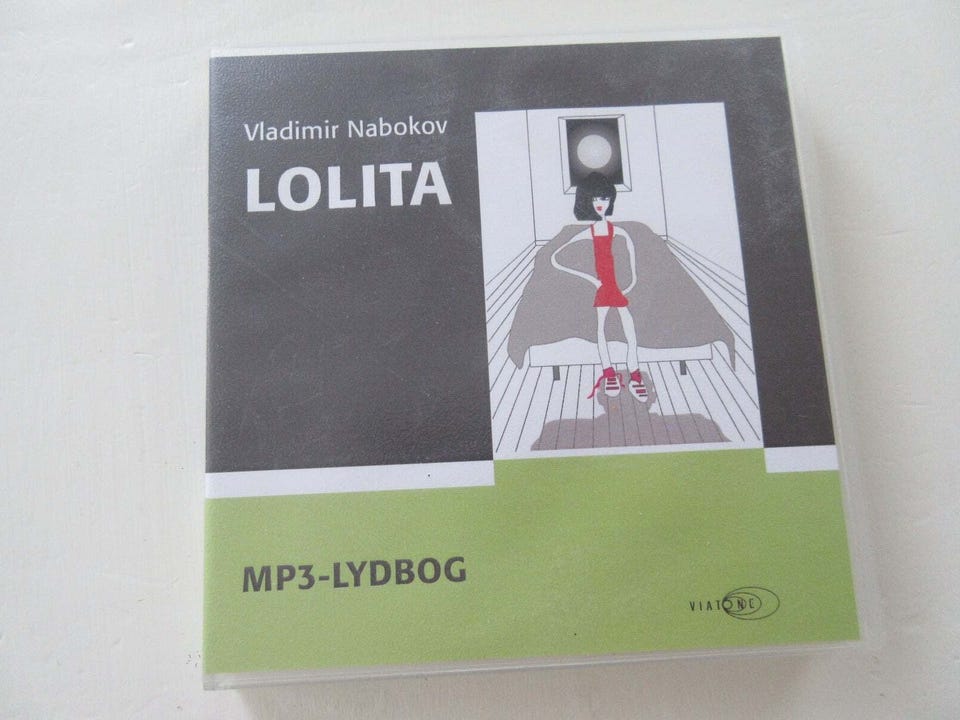 Vladimir Nabokov
LOLITA
MP3-LYDBOG
VIATONE